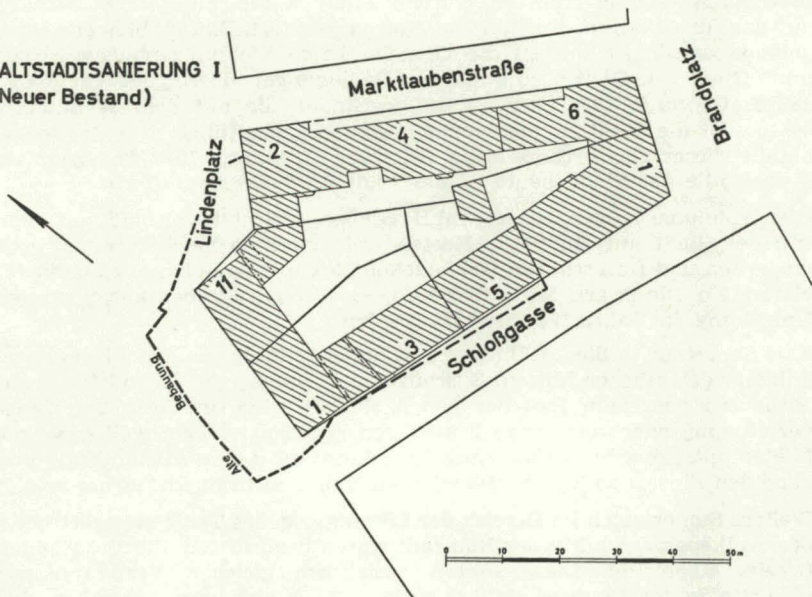 ALTSTADTSANIERUNG I
(Neuer Bestand)
Marktlaubenstraße
Brandplatz
Lindenplatz
2
4
6
1
11
5
3
1
Schloßgasse
Alte Bebauung
0 10 20 30 40 50 m